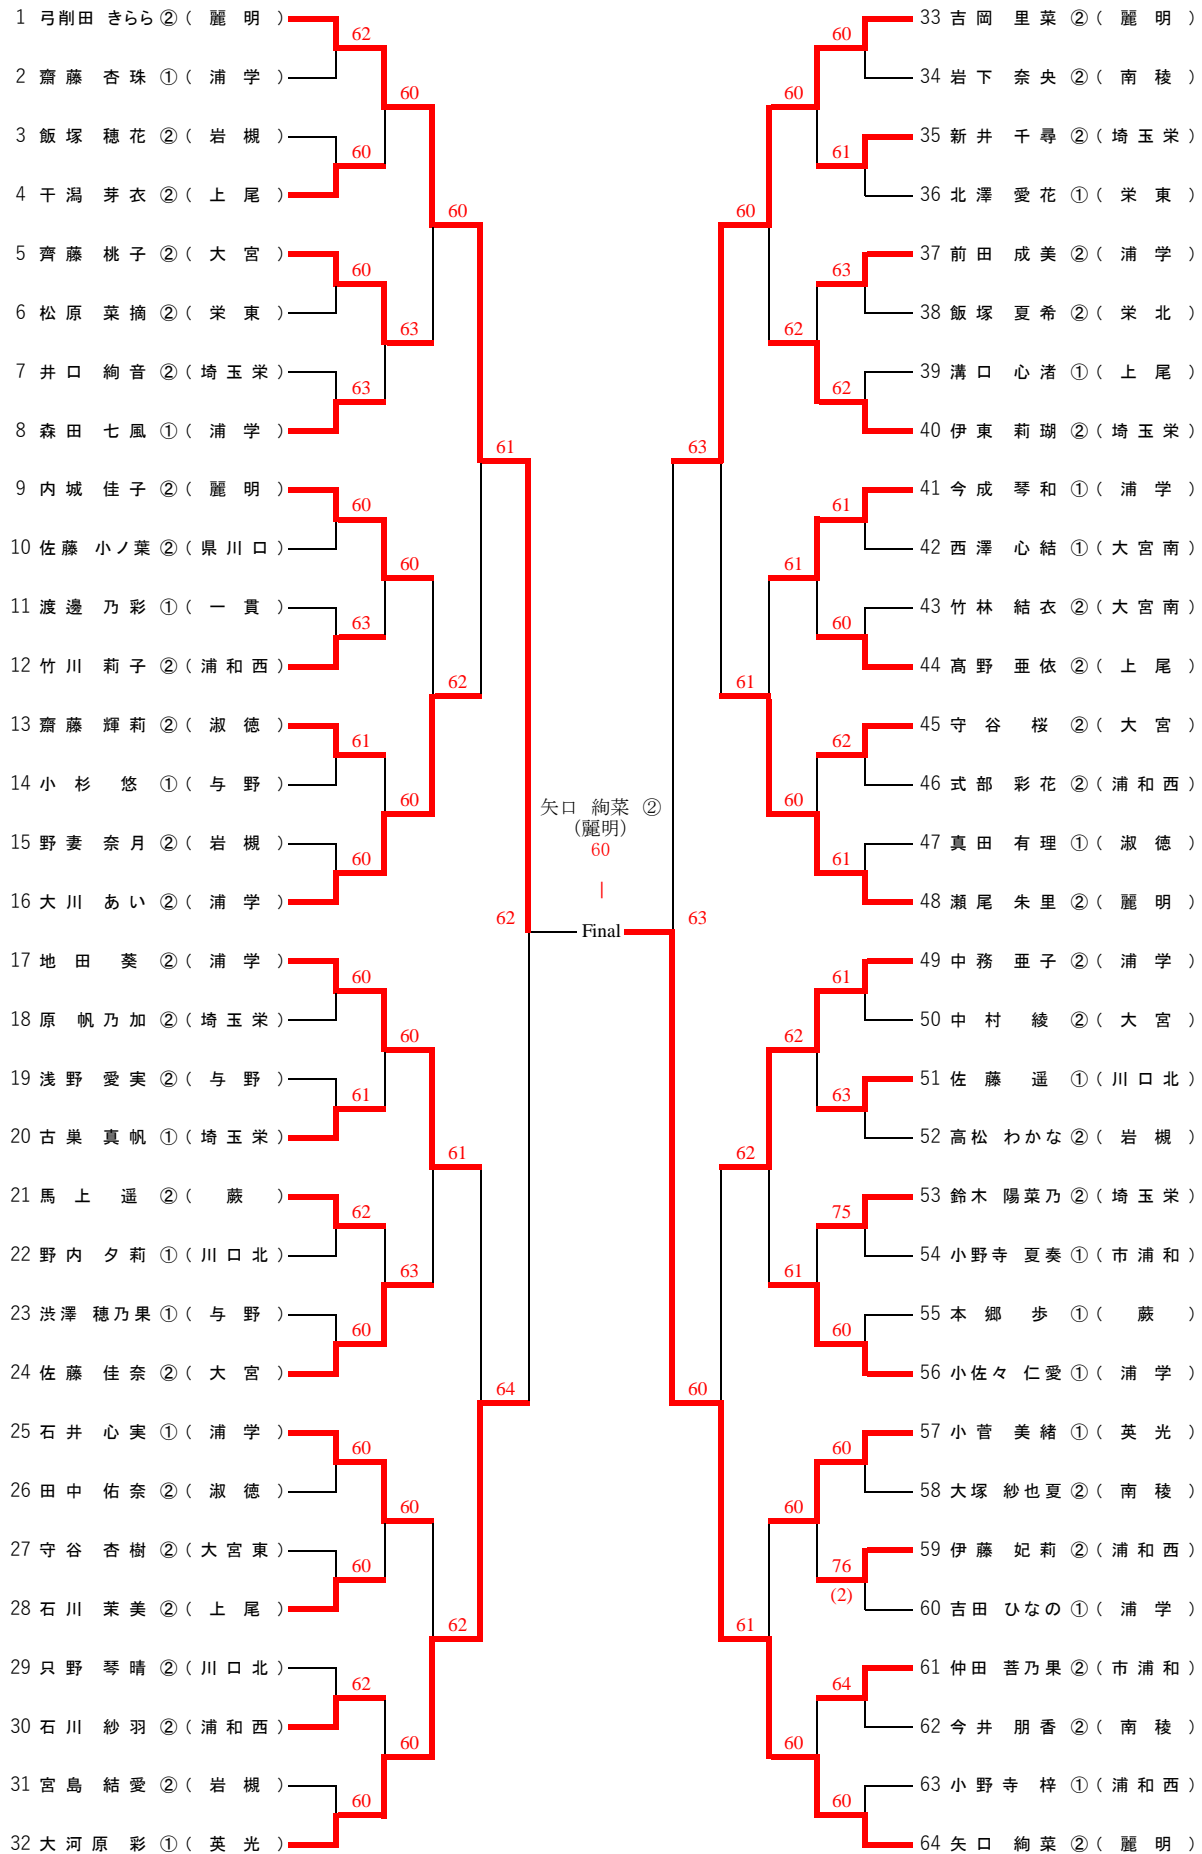 1 弓削田 きらら ② ( 麗 明 )
62
2 齋藤 杏珠 ① ( 浦 学 )
60
3 飯塚 穂花 ② ( 岩 槻 )
60
4 干潟 芽衣 ② ( 上 尾 )
60
5 齊藤 桃子 ② ( 大 宮 )
60
6 松原 菜摘 ② ( 栄 東 )
63
7 井口 絢音 ② ( 埼玉栄 )
63
8 森田 七風 ① ( 浦 学 )
61
9 内城 佳子 ② ( 麗 明 )
60
10 佐藤 小ノ葉 ② ( 県川口 )
60
11 渡邊 乃彩 ① ( 一 貫 )
63
12 竹川 莉子 ② ( 浦和西 )
62
13 齋藤 輝莉 ② ( 淑 徳 )
61
14 小杉 悠 ① ( 与 野 )
60
15 野妻 奈月 ② ( 岩 槻 )
60
16 大川 あい ② ( 浦 学 )
62
17 地田 葵 ② ( 浦 学 )
60
18 原 帆乃加 ② ( 埼玉栄 )
60
19 浅野 愛実 ② ( 与 野 )
61
20 古巣 真帆 ① ( 埼玉栄 )
61
21 馬上 遥 ② ( 蕨 )
62
22 野内 夕莉 ① ( 川口北 )
63
23 渋澤 穂乃果 ① ( 与 野 )
60
24 佐藤 佳奈 ② ( 大 宮 )
64
25 石井 心実 ① ( 浦 学 )
60
26 田中 佑奈 ② ( 淑 徳 )
60
27 守谷 杏樹 ② ( 大宮東 )
60
28 石川 茉美 ② ( 上 尾 )
62
29 只野 琴晴 ② ( 川口北 )
62
30 石川 紗羽 ② ( 浦和西 )
60
31 宮島 結愛 ② ( 岩 槻 )
60
32 大河原 彩 ① ( 英 光 )
矢口 絢菜 ②
(麗明)
60
|
Final
33 吉岡 里菜 ② ( 麗 明 )
60
34 岩下 奈央 ② ( 南 稜 )
60
35 新井 千尋 ② ( 埼玉栄 )
61
36 北澤 愛花 ① ( 栄 東 )
60
37 前田 成美 ② ( 浦 学 )
63
38 飯塚 夏希 ② ( 栄 北 )
62
39 溝口 心渚 ① ( 上 尾 )
62
40 伊東 莉瑚 ② ( 埼玉栄 )
63
41 今成 琴和 ① ( 浦 学 )
61
42 西澤 心結 ① ( 大宮南 )
61
43 竹林 結衣 ② ( 大宮南 )
60
44 髙野 亜依 ② ( 上 尾 )
61
45 守谷 桜 ② ( 大 宮 )
62
46 式部 彩花 ② ( 浦和西 )
60
47 真田 有理 ① ( 淑 徳 )
61
48 瀬尾 朱里 ② ( 麗 明 )
63
49 中務 亜子 ② ( 浦 学 )
61
50 中村 綾 ② ( 大 宮 )
62
51 佐藤 遥 ① ( 川口北 )
63
52 高松 わかな ② ( 岩 槻 )
62
53 鈴木 陽菜乃 ② ( 埼玉栄 )
75
54 小野寺 夏奏 ① ( 市浦和 )
61
55 本郷 歩 ① ( 蕨 )
60
56 小佐々 仁愛 ① ( 浦 学 )
60
57 小菅 美緒 ① ( 英 光 )
60
58 大塚 紗也夏 ② ( 南 稜 )
60
59 伊藤 妃莉 ② ( 浦和西 )
76
(2)
60 吉田 ひなの ① ( 浦 学 )
61
61 仲田 菩乃果 ② ( 市浦和 )
64
62 今井 朋香 ② ( 南 稜 )
60
63 小野寺 梓 ① ( 浦和西 )
60
64 矢口 絢菜 ② ( 麗 明 )